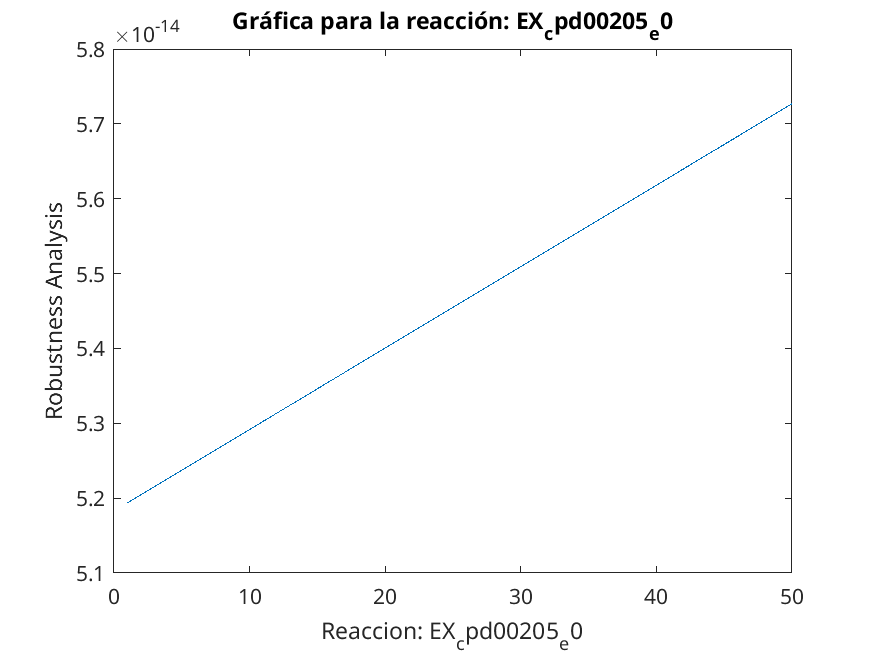 Gráfica para la reacción: EX_cpd00205_e0
×10^-14
5.8
5.7
5.6
5.5
5.4
5.3
5.2
5.1
Robustness Analysis
0 10 20 30 40 50
Reaccion: EX_cpd00205_e0